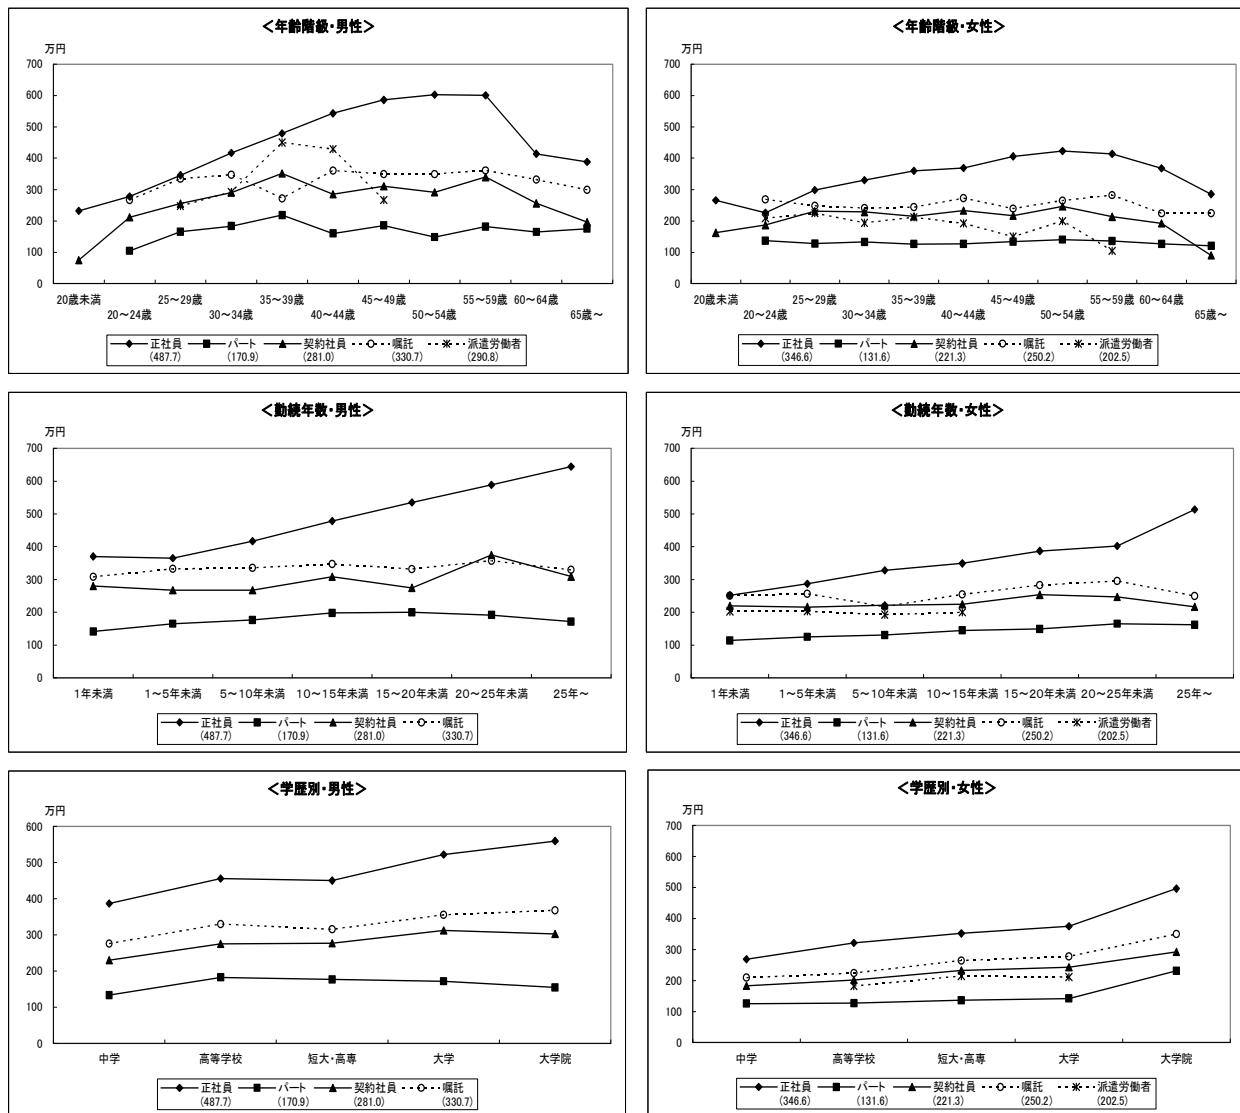 ＜年齢階級・男性＞
万円
700
600
500
400
300
200
100
0
20歳未満 25～29歳 35～39歳 45～49歳 55～59歳 60～64歳
20～24歳 30～34歳 40～44歳 50～54歳 65歳～
正社員 パート 契約社員 嘱託 派遣労働者
(487.7) (170.9) (281.0) (330.7) (290.8)
＜年齢階級・女性＞
万円
700
600
500
400
300
200
100
0
20歳未満 25～29歳 35～39歳 45～49歳 55～59歳 60～64歳
20～24歳 30～34歳 40～44歳 50～54歳 65歳～
正社員 パート 契約社員 嘱託 派遣労働者
(346.6) (131.6) (221.3) (250.2) (202.5)
＜勤続年数・男性＞
万円
700
600
500
400
300
200
100
0
1年未満 1～5年未満 5～10年未満 10～15年未満 15～20年未満 20～25年未満 25年～
正社員 パート 契約社員 嘱託
(487.7) (170.9) (281.0) (330.7)
＜勤続年数・女性＞
万円
700
600
500
400
300
200
100
0
1年未満 1～5年未満 5～10年未満 10～15年未満 15～20年未満 20～25年未満 25年～
正社員 パート 契約社員 嘱託 派遣労働者
(346.6) (131.6) (221.3) (250.2) (202.5)
＜学歴別・男性＞
万円
600
500
400
300
200
100
0
中学 高等学校 短大・高専 大学 大学院
正社員 パート 契約社員 嘱託
(487.7) (170.9) (281.0) (330.7)
＜学歴別・女性＞
万円
700
600
500
400
300
200
100
0
中学 高等学校 短大・高専 大学 大学院
正社員 パート 契約社員 嘱託 派遣労働者
(346.6) (131.6) (221.3) (250.2) (202.5)